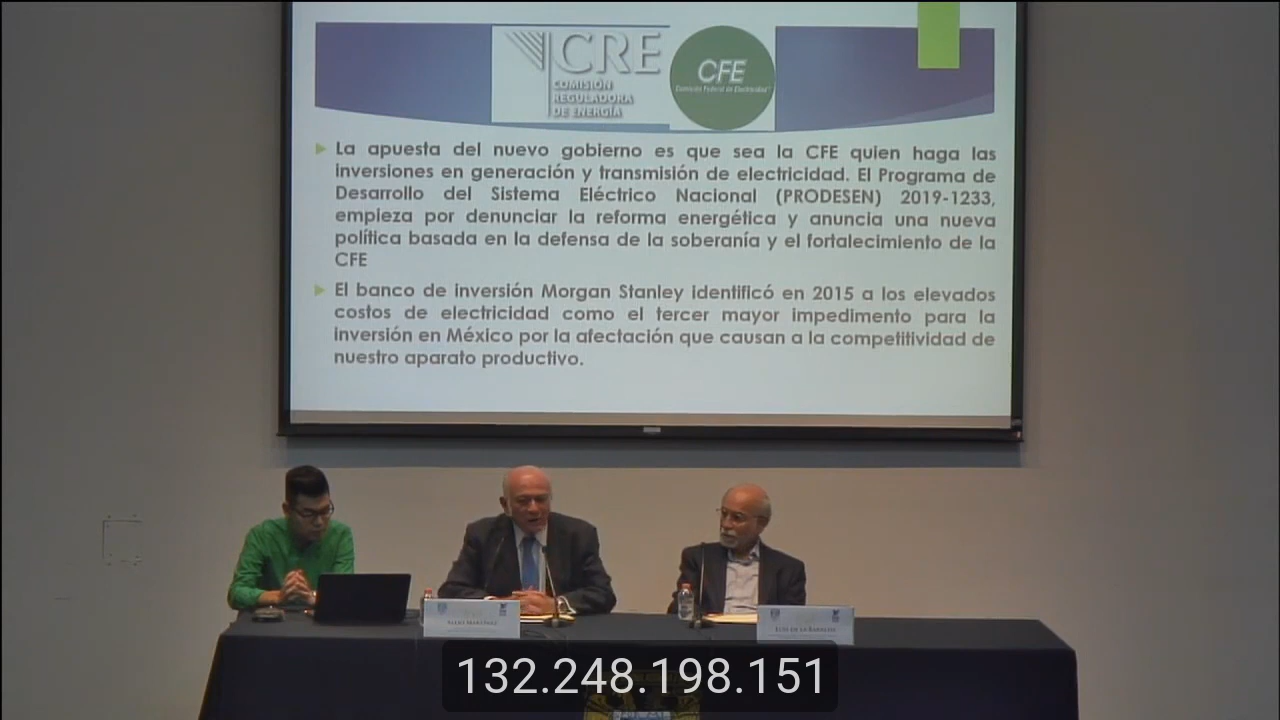 CRE
COMISIÓN
REGULADORA
DE ENERGÍA
CFE
Comisión Federal de Electricidad
La apuesta del nuevo gobierno es que sea la CFE quien haga las
inversiones en generación y transmisión de electricidad. El Programa de
Desarrollo del Sistema Eléctrico Nacional (PRODESEN) 2019-1233,
empieza por denunciar la reforma energética y anuncia una nueva
política basada en la defensa de la soberanía y el fortalecimiento de la
CFE
El banco de inversión Morgan Stanley identificó en 2015 a los elevados
costos de electricidad como el tercer mayor impedimento para la
inversión en México por la afectación que causan a la competitividad de
nuestro aparato productivo.
132.248.198.151